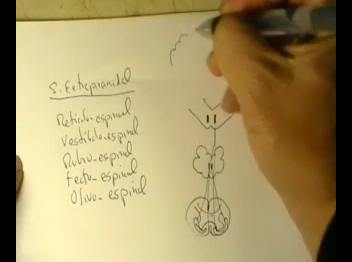 S. Extrapiramidal
Retículo-espinal
Vestíbulo-espinal
Rubro-espinal
Tecto-espinal
Olivo-espinal